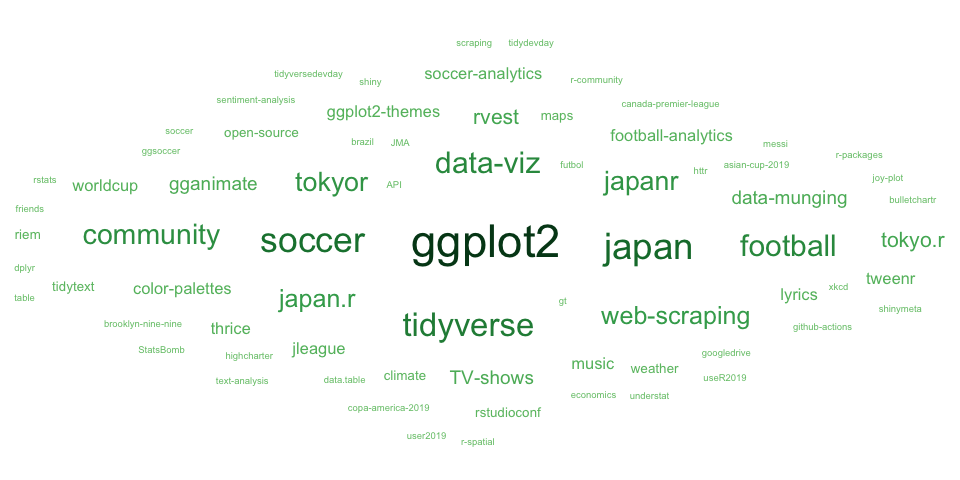 scraping tidydevday
tidyversedevday shiny soccer-analytics r-community
sentiment-analysis ggplot2-themes rvest maps canada-premier-league
soccer open-source brazil JMA football-analytics messi
ggsoccer data-viz futbol httr asian-cup-2019 r-packages
rstats worldcup gganimate tokyor API japanr data-munging joy-plot
friends bulletchartr
riem community soccer ggplot2 japan football tokyo.r
dplyr tidytext color-palettes tweenr
table japan.r gt lyrics xkcd
brooklyn-nine-nine thrice tidyverse web-scraping github-actions shinymeta
StatsBomb highcharter jleague googledrive
text-analysis data.table climate TV-shows music weather useR2019
copa-america-2019 rstudioconf economics understat
user2019 r-spatial